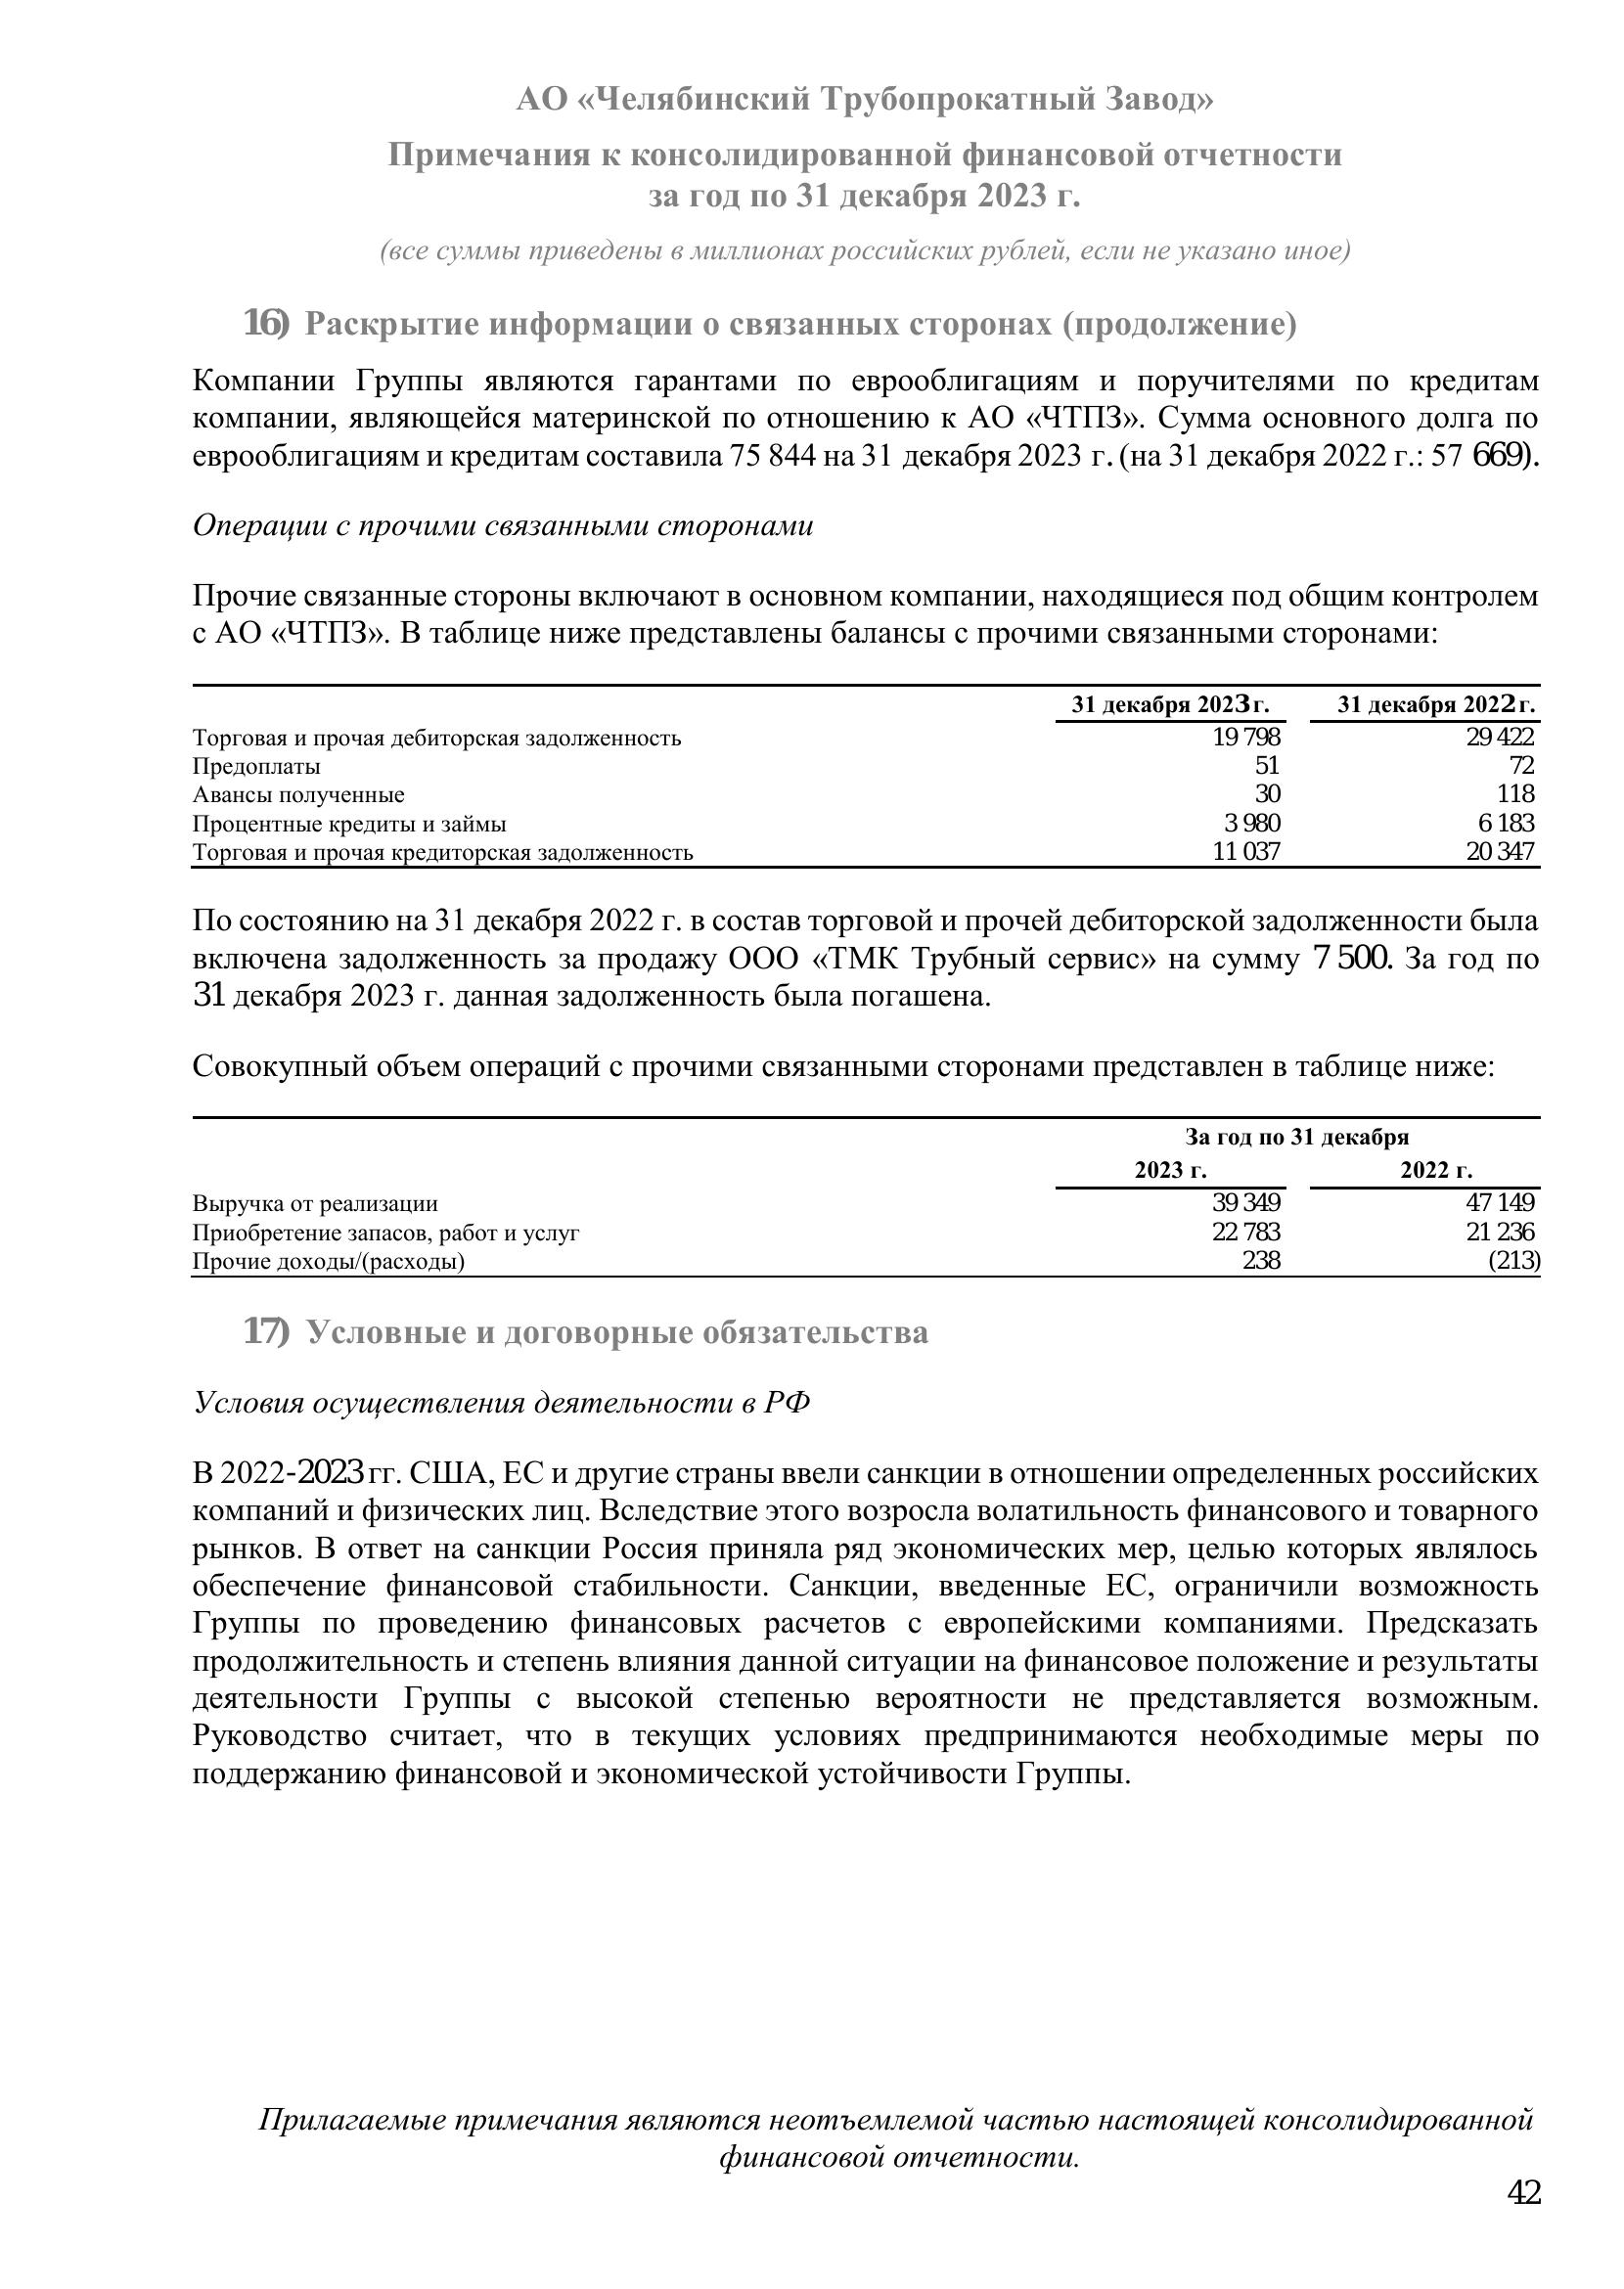 АО «Челябинский Трубопрокатный Завод»
Примечания к консолидированной финансовой отчетности
за год по 31 декабря 2023 г.
(все суммы приведены в миллионах российских рублей, если не указано иное)
16) Раскрытие информации о связанных сторонах (продолжение)
Компании Группы являются гарантами по еврооблигациям и поручителями по кредитам
компании, являющейся материнской по отношению к АО «ЧТПЗ». Сумма основного долга по
еврооблигациям и кредитам составила 75 844 на 31 декабря 2023 г. (на 31 декабря 2022 г.: 57 669).
Операции с прочими связанными сторонами
Прочие связанные стороны включают в основном компании, находящиеся под общим контролем
с АО «ЧТПЗ». В таблице ниже представлены балансы с прочими связанными сторонами:
31 декабря 2023 г. 31 декабря 2022 г.
Торговая и прочая дебиторская задолженность 19 798 29 422
Предоплаты 51 72
Авансы полученные 30 118
Процентные кредиты и займы 3 980 6 183
Торговая и прочая кредиторская задолженность 11 037 20 347
По состоянию на 31 декабря 2022 г. в состав торговой и прочей дебиторской задолженности была
включена задолженность за продажу ООО «ТМК Трубный сервис» на сумму 7 500. За год по
31 декабря 2023 г. данная задолженность была погашена.
Совокупный объем операций с прочими связанными сторонами представлен в таблице ниже:
За год по 31 декабря
2023 г. 2022 г.
Выручка от реализации 39 349 47 149
Приобретение запасов, работ и услуг 22 783 21 236
Прочие доходы/(расходы) 238 (213)
17) Условные и договорные обязательства
Условия осуществления деятельности в РФ
В 2022-2023 гг. США, ЕС и другие страны ввели санкции в отношении определенных российских
компаний и физических лиц. Вследствие этого возросла волатильность финансового и товарного
рынков. В ответ на санкции Россия приняла ряд экономических мер, целью которых являлось
обеспечение финансовой стабильности. Санкции, введенные ЕС, ограничили возможность
Группы по проведению финансовых расчетов с европейскими компаниями. Предсказать
продолжительность и степень влияния данной ситуации на финансовое положение и результаты
деятельности Группы с высокой степенью вероятности не представляется возможным.
Руководство считает, что в текущих условиях предпринимаются необходимые меры по
поддержанию финансовой и экономической устойчивости Группы.
Прилагаемые примечания являются неотъемлемой частью настоящей консолидированной
финансовой отчетности.
42